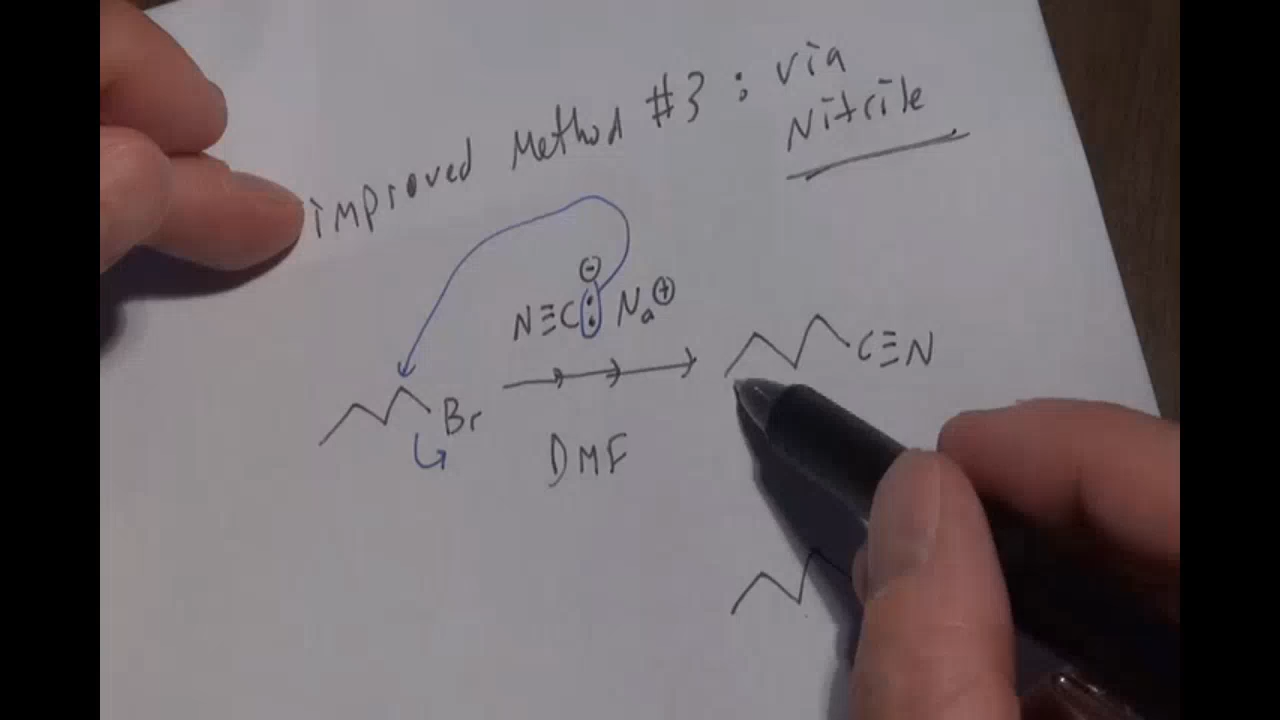 improved Method #3 : via
Nitrile
N≡C:⊖ Na⊕
Br
DMF
C≡N